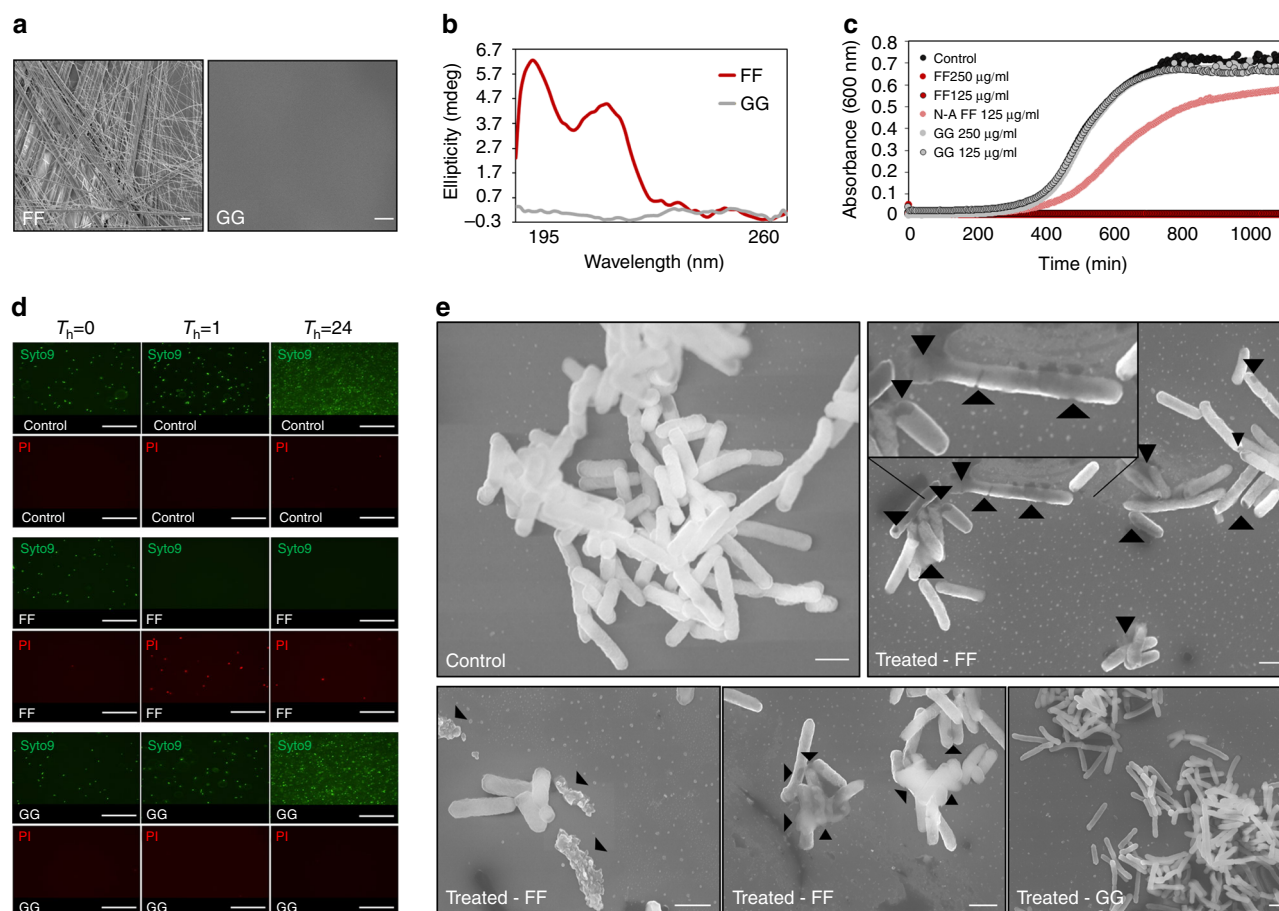 a
FF
GG
b
6.7
5.7
4.7
3.7
2.7
1.7
0.7
–0.3
Ellipticity (mdeg)
FF
GG
195
260
Wavelength (nm)
c
0.8
0.7
0.6
0.5
0.4
0.3
0.2
0.1
0
Absorbance (600 nm)
Control
FF250 µg/ml
FF125 µg/ml
N-A FF 125 µg/ml
GG 250 µg/ml
GG 125 µg/ml
0
200
400
600
800
1000
Time (min)
d
Th=0
Th=1
Th=24
Syto9
Syto9
Syto9
Control
Control
Control
PI
PI
PI
Control
Control
Control
Syto9
Syto9
Syto9
FF
FF
FF
PI
PI
PI
FF
FF
FF
Syto9
Syto9
Syto9
GG
GG
GG
PI
PI
PI
GG
GG
GG
e
Control
Treated - FF
Treated - FF
Treated - FF
Treated - GG